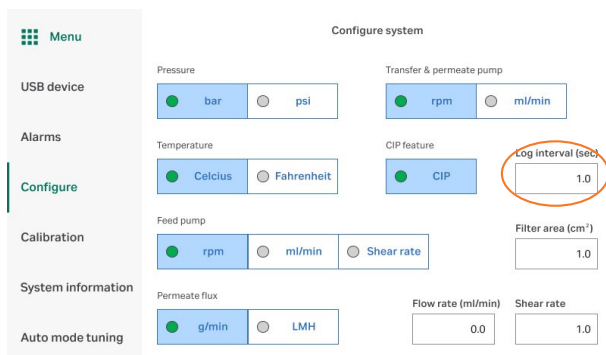 Menu
USB device
Alarms
Configure
Calibration
System information
Auto mode tuning
Configure system
Pressure
bar psi
Transfer & permeate pump
rpm ml/min
Temperature
Celcius Fahrenheit
CIP feature
CIP
Log interval (sec)
1.0
Feed pump
rpm ml/min Shear rate
Filter area (cm²)
1.0
Permeate flux
g/min LMH
Flow rate (ml/min)
0.0
Shear rate
1.0